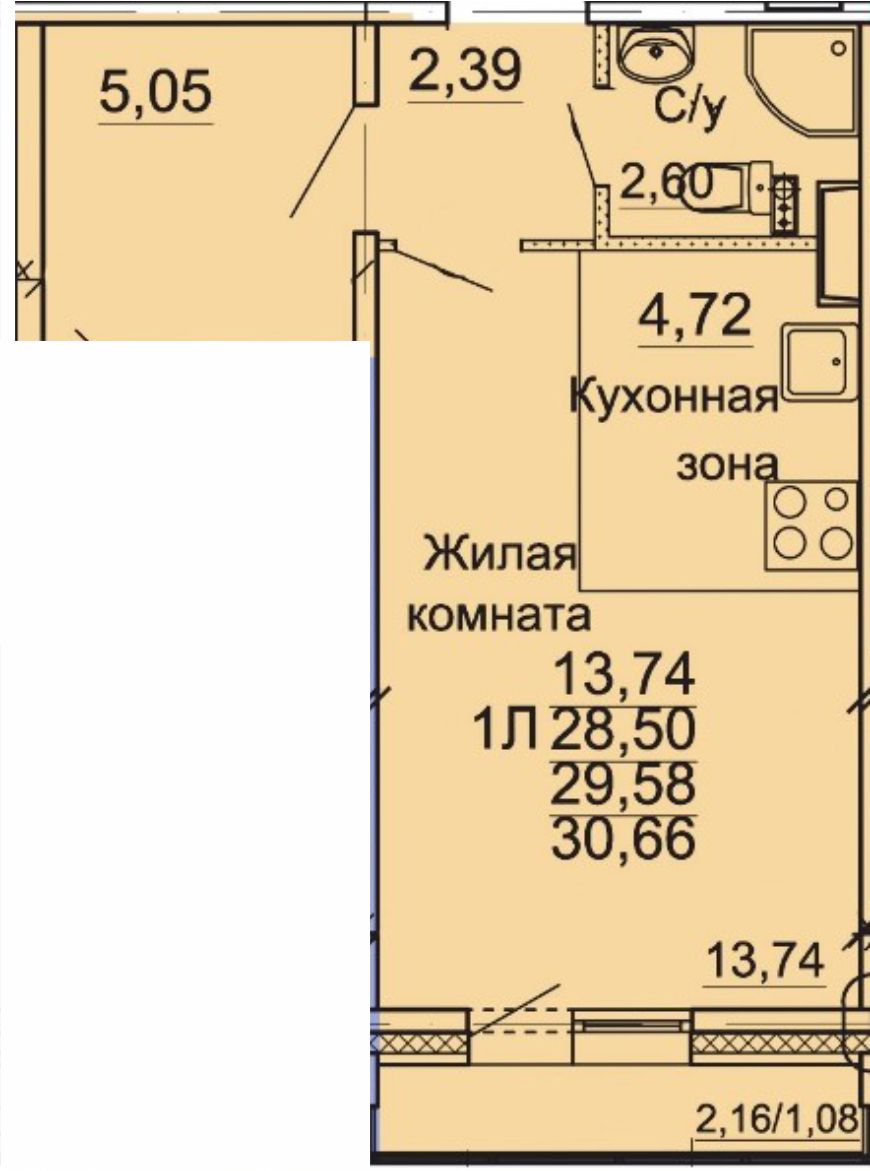 5,05
2,39
С/у
2,60
4,72
Кухонная
зона
Жилая
комната
13,74
1Л 28,50
29,58
30,66
13,74
2,16/1,08